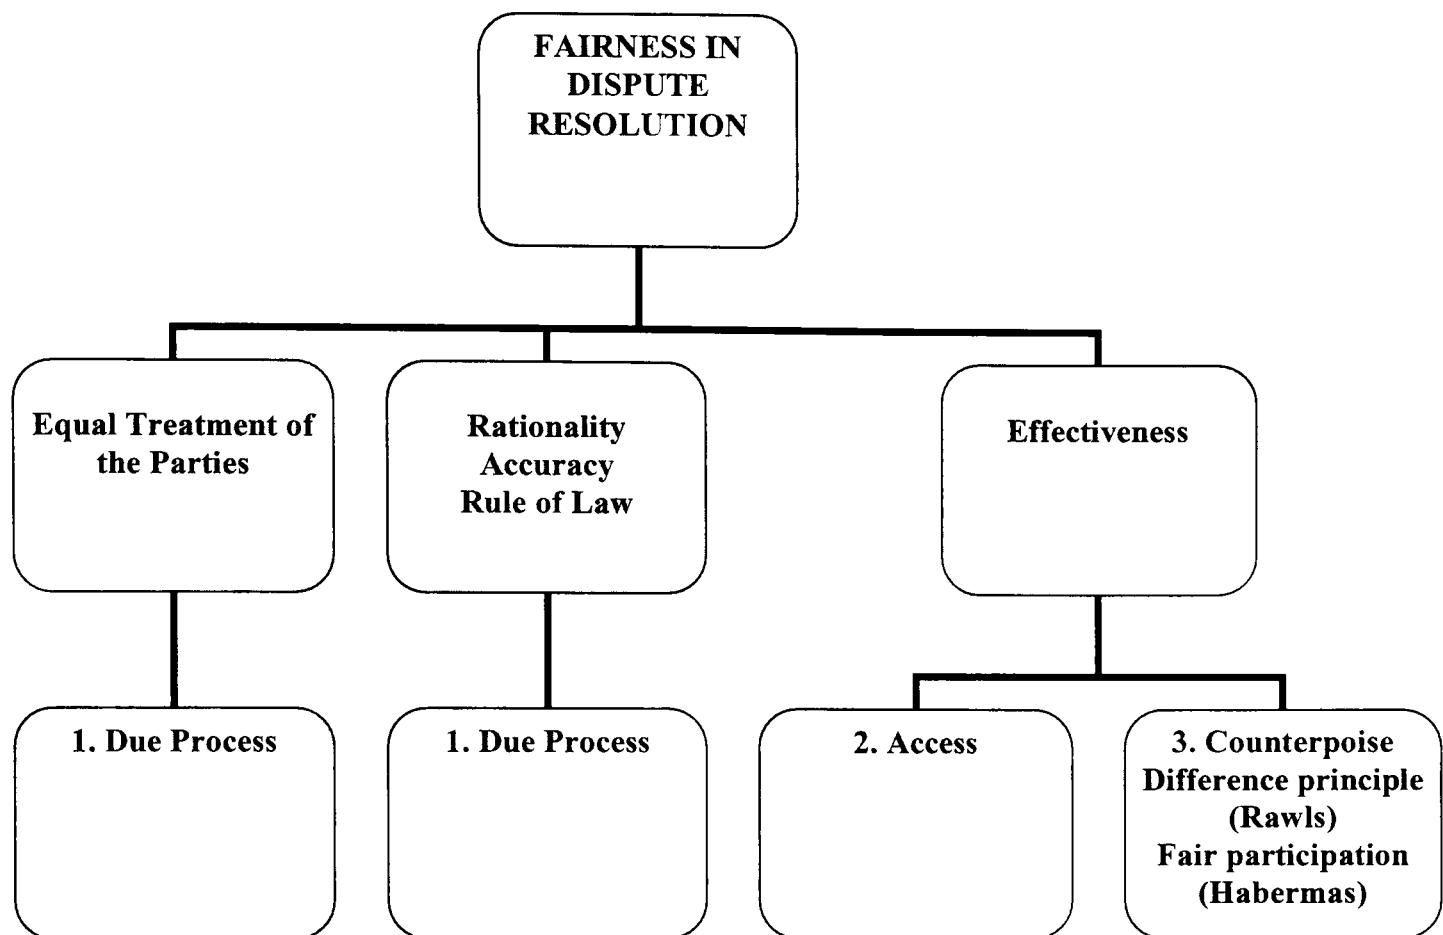 FAIRNESS IN
DISPUTE
RESOLUTION
Equal Treatment of
the Parties
Rationality
Accuracy
Rule of Law
Effectiveness
1. Due Process
1. Due Process
2. Access
3. Counterpoise
Difference principle
(Rawls)
Fair participation
(Habermas)